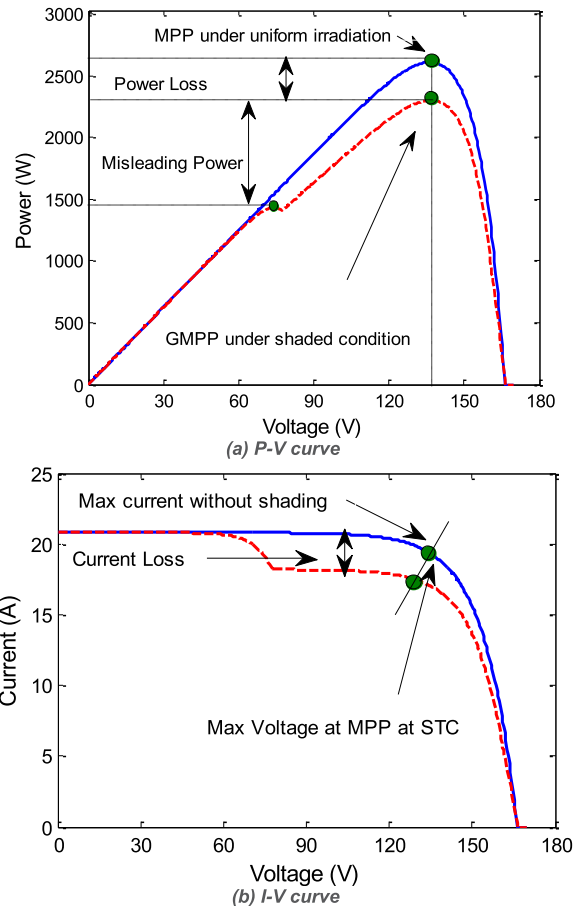 3000
MPP under uniform irradiation
2500
Power Loss
2000
Misleading Power
Power (W)
1500
1000
500
GMPP under shaded condition
0
0 30 60 90 120 150 180
Voltage (V)
(a) P-V curve
25
Max current without shading
20
Current Loss
15
Current (A)
10
Max Voltage at MPP at STC
5
0
0 30 60 90 120 150 180
Voltage (V)
(b) I-V curve